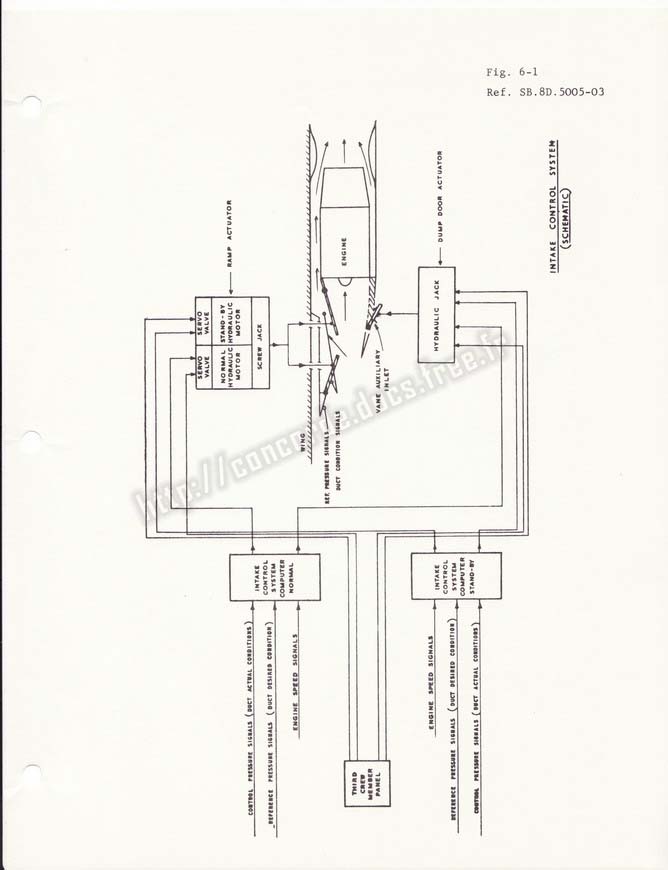 Fig. 6-1
Ref. SB.8D.5005-03
INTAKE CONTROL SYSTEM
(SCHEMATIC)
RAMP ACTUATOR
SERVO
VALVE
STAND-BY
HYDRAULIC
MOTOR
SERVO
VALVE
NORMAL
HYDRAULIC
MOTOR
SCREW JACK
ENGINE
WING
REF. PRESSURE SIGNALS
DUCT CONDITION SIGNALS
VANE AUXILIARY
INLET
DUMP DOOR ACTUATOR
HYDRAULIC JACK
http://concorde.docs.free.fr
INTAKE
CONTROL
SYSTEM
COMPUTER
NORMAL
CONTROL PRESSURE SIGNALS (DUCT ACTUAL CONDITIONS)
REFERENCE PRESSURE SIGNALS (DUCT DESIRED CONDITION)
ENGINE SPEED SIGNALS
THIRD
CREW
MEMBER
PANEL
INTAKE
CONTROL
SYSTEM
COMPUTER
STAND-BY
ENGINE SPEED SIGNALS
REFERENCE PRESSURE SIGNALS (DUCT DESIRED CONDITION)
CONTROL PRESSURE SIGNALS (DUCT ACTUAL CONDITIONS)